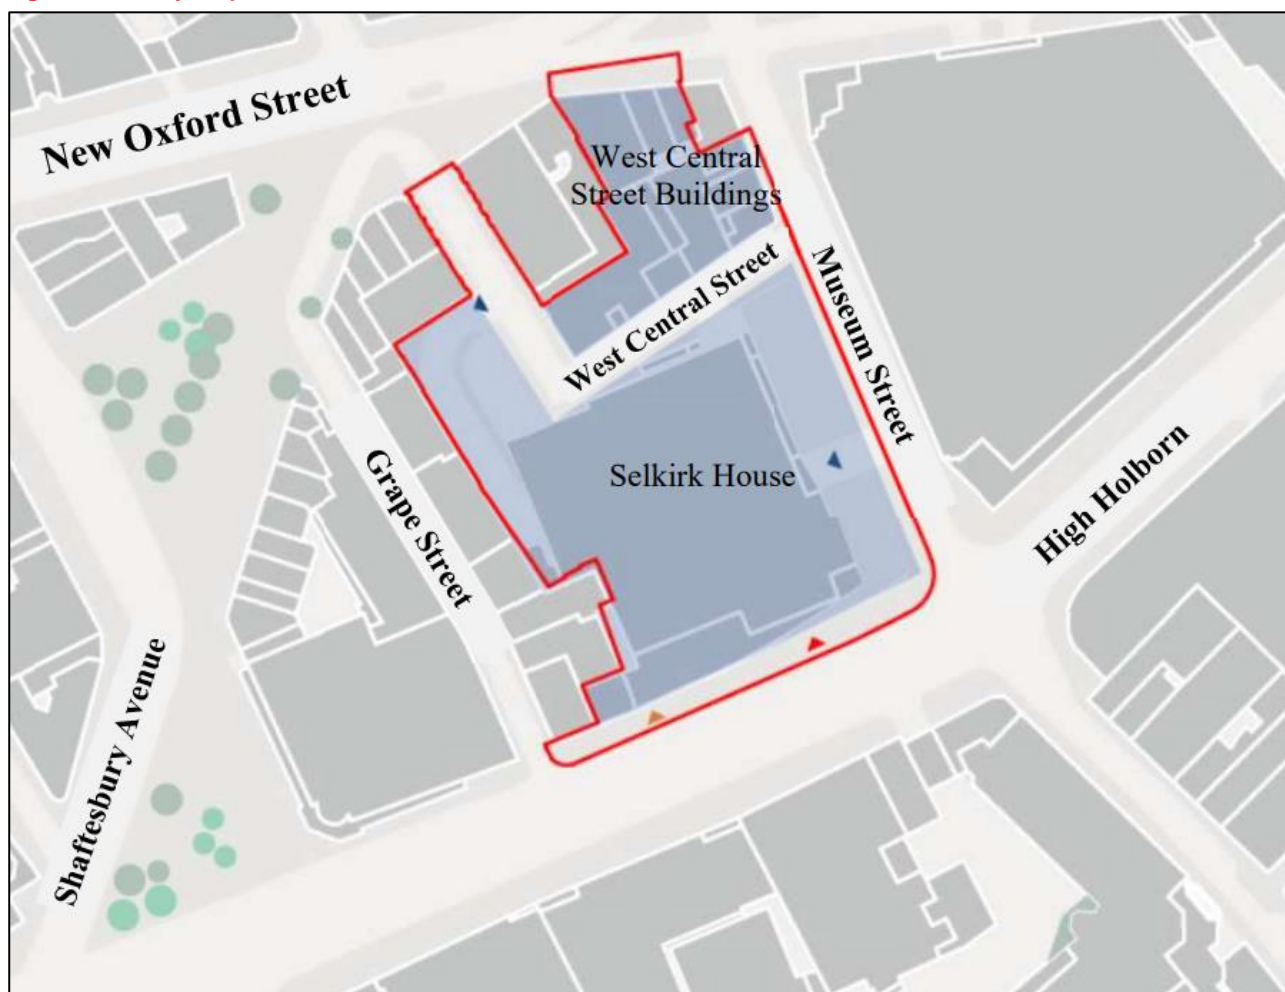 New Oxford Street
West Central
Street Buildings
West Central Street
Museum Street
Selkirk House
Grape Street
High Holborn
Shaftesbury Avenue